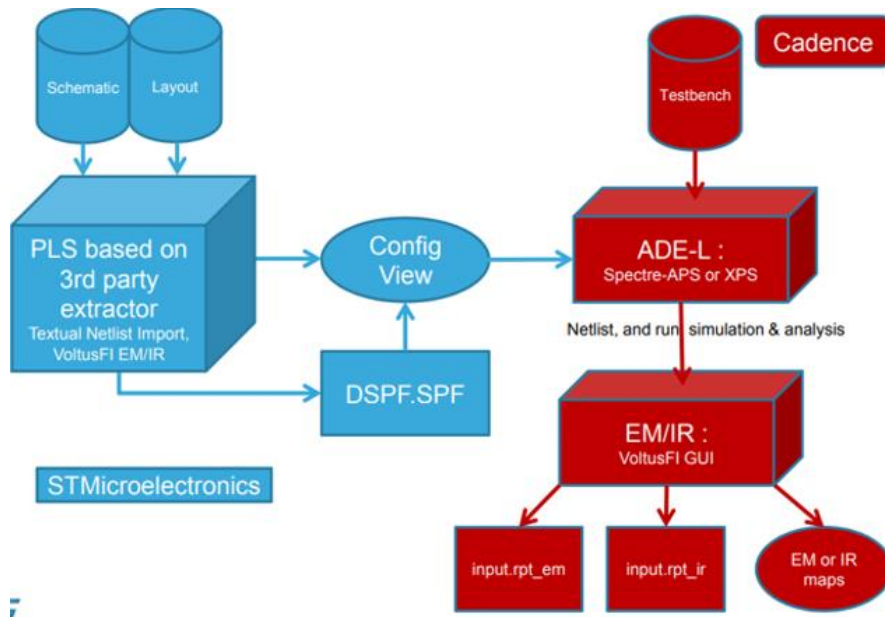 Schematic
Layout
Testbench
Cadence
PLS based on
3rd party
extractor
Textual Netlist Import,
VoltusFI EM/IR
Config
View
ADE-L :
Spectre-APS or XPS
Netlist, and run simulation & analysis
DSPF.SPF
EM/IR :
VoltusFI GUI
STMicroelectronics
input.rpt_em
input.rpt_ir
EM or IR
maps